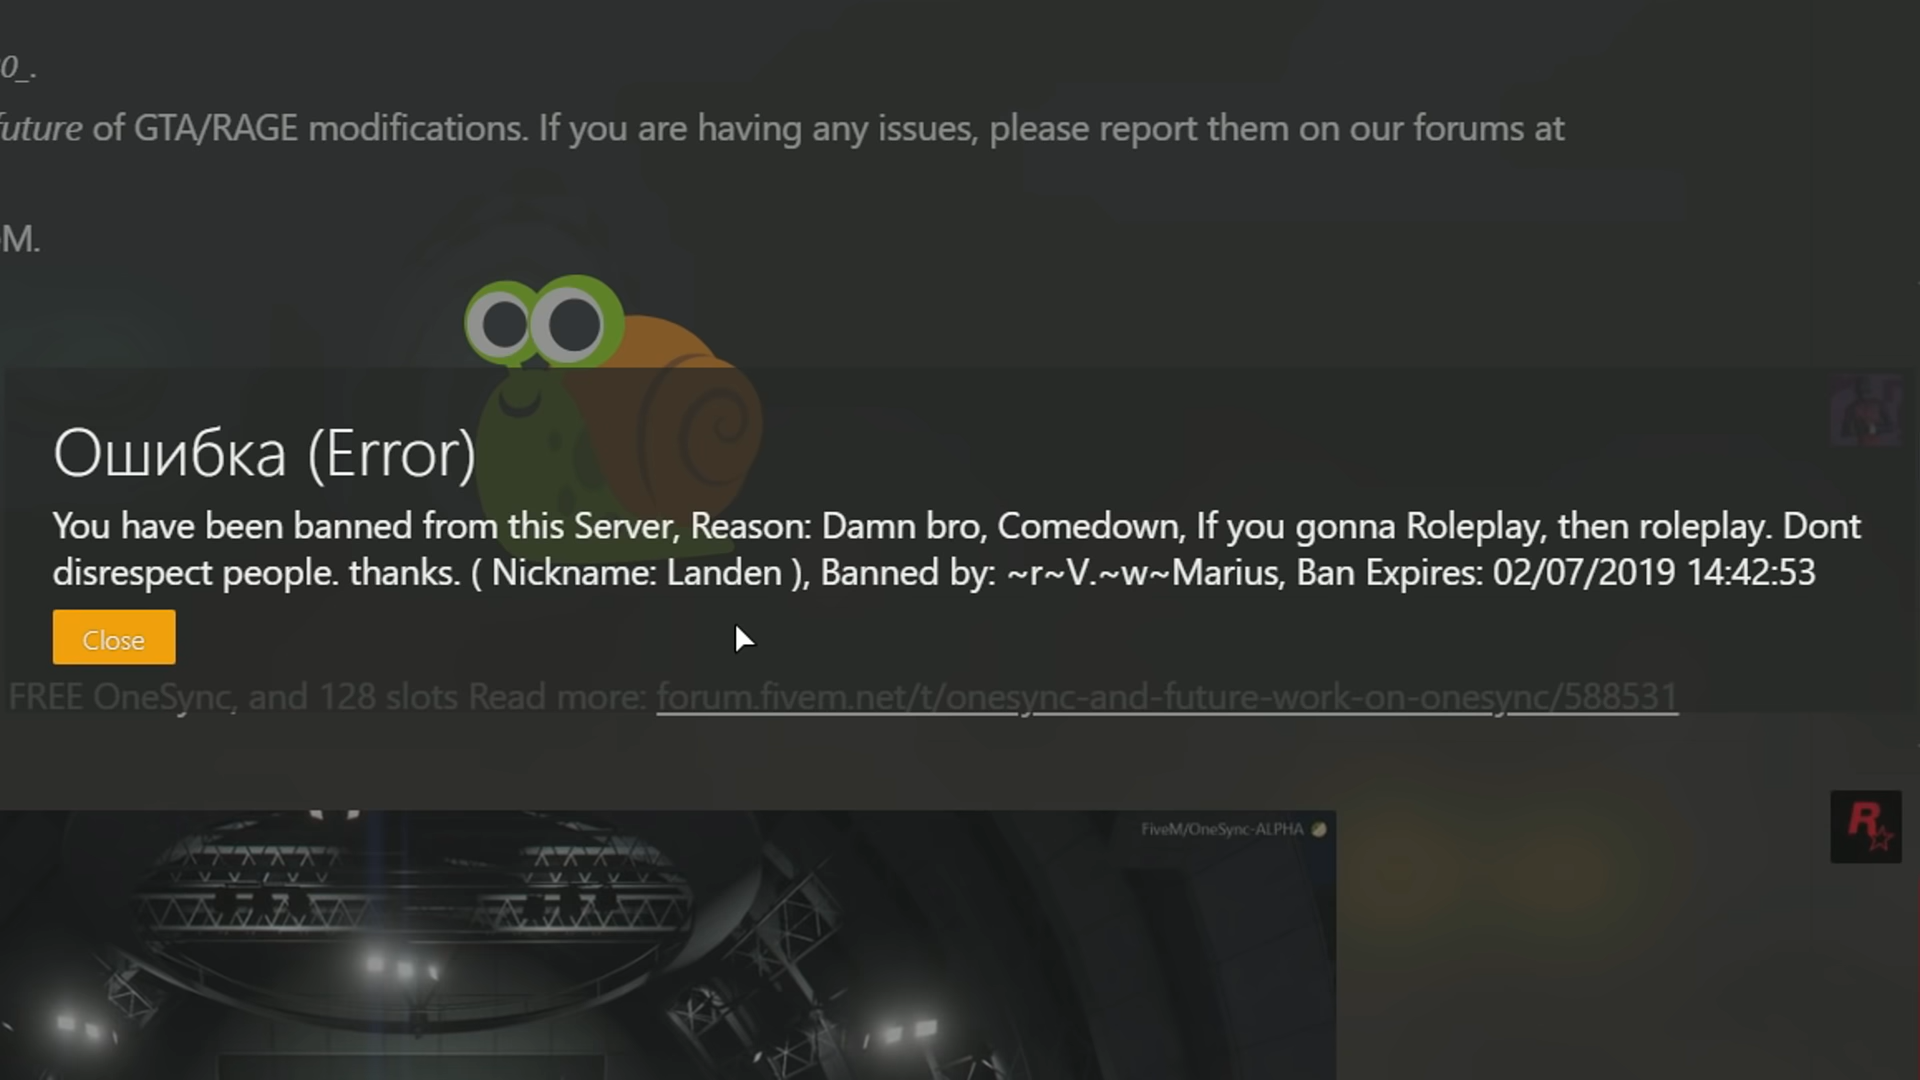 0_.
future of GTA/RAGE modifications. If you are having any issues, please report them on our forums at
M.
Ошибка (Error)
You have been banned from this Server, Reason: Damn bro, Comedown, If you gonna Roleplay, then roleplay. Dont
disrespect people. thanks. ( Nickname: Landen ), Banned by: ~r~V.~w~Marius, Ban Expires: 02/07/2019 14:42:53
Close
FREE OneSync, and 128 slots Read more: forum.fivem.net/t/onesync-and-future-work-on-onesync/588531
FiveM/OneSync-ALPHA
R